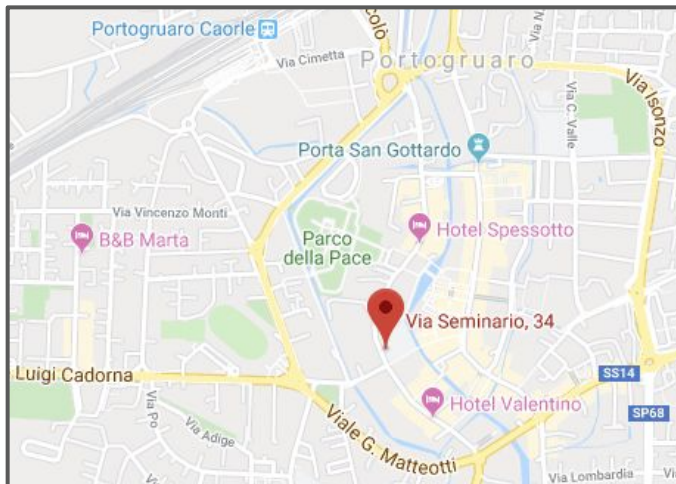 Portogruaro Caorle
Via Cimetta
Portogruaro
Via Isonzo
Via C. Valle
Porta San Gottardo
Via Vincenzo Monti
B&B Marta
Parco
della Pace
Hotel Spessotto
Via Seminario, 34
Luigi Cadorna
SS14
Hotel Valentino
SP68
Via Po
Via Adige
Viale G. Matteotti
Via Lombardia